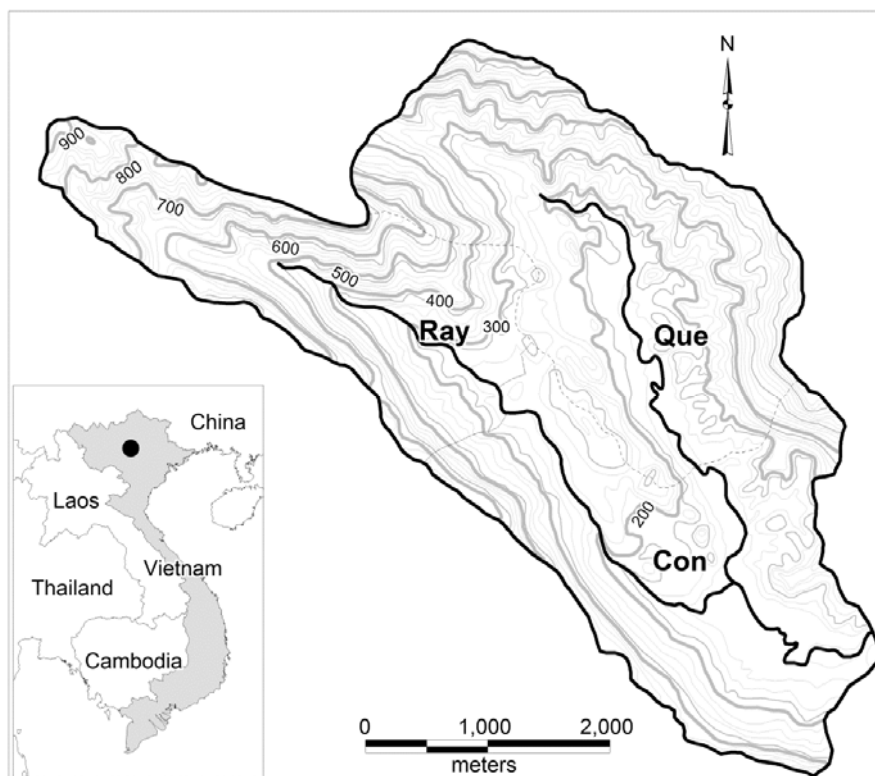 N
900
800
700
600
500
400
300
Ray
Que
200
Con
China
Laos
Vietnam
Thailand
Cambodia
0 1,000 2,000
meters